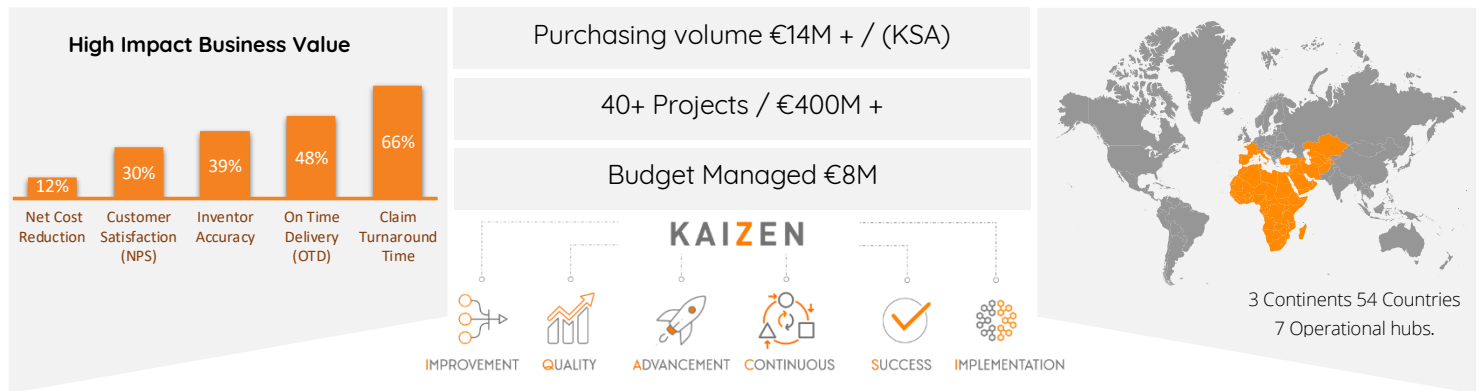 High Impact Business Value
12%
30%
39%
48%
66%
Net Cost
Reduction
Customer
Satisfaction
(NPS)
Inventor
Accuracy
On Time
Delivery
(OTD)
Claim
Turnaround
Time
Purchasing volume €14M + / (KSA)
40+ Projects / €400M +
Budget Managed €8M
KAIZEN
IMPROVEMENT
QUALITY
ADVANCEMENT
CONTINUOUS
SUCCESS
IMPLEMENTATION
3 Continents 54 Countries
7 Operational hubs.